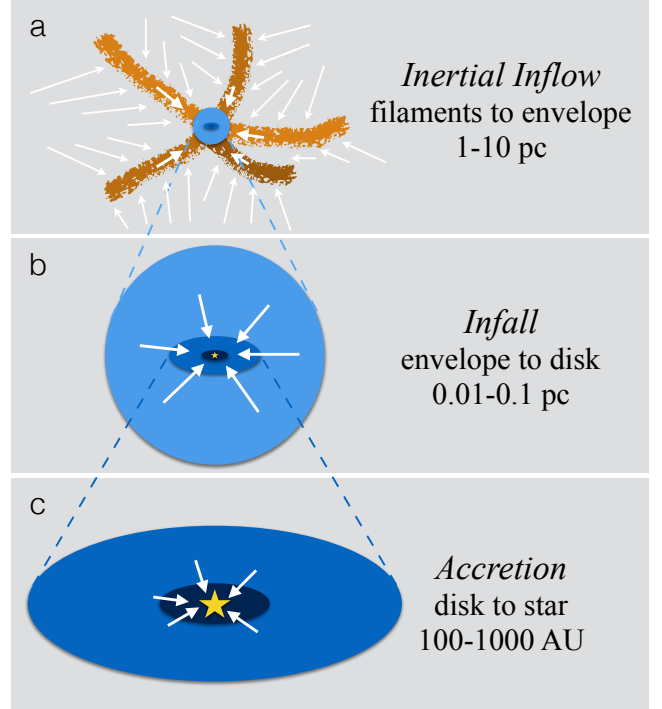 a
Inertial Inflow
filaments to envelope
1-10 pc
b
Infall
envelope to disk
0.01-0.1 pc
c
Accretion
disk to star
100-1000 AU